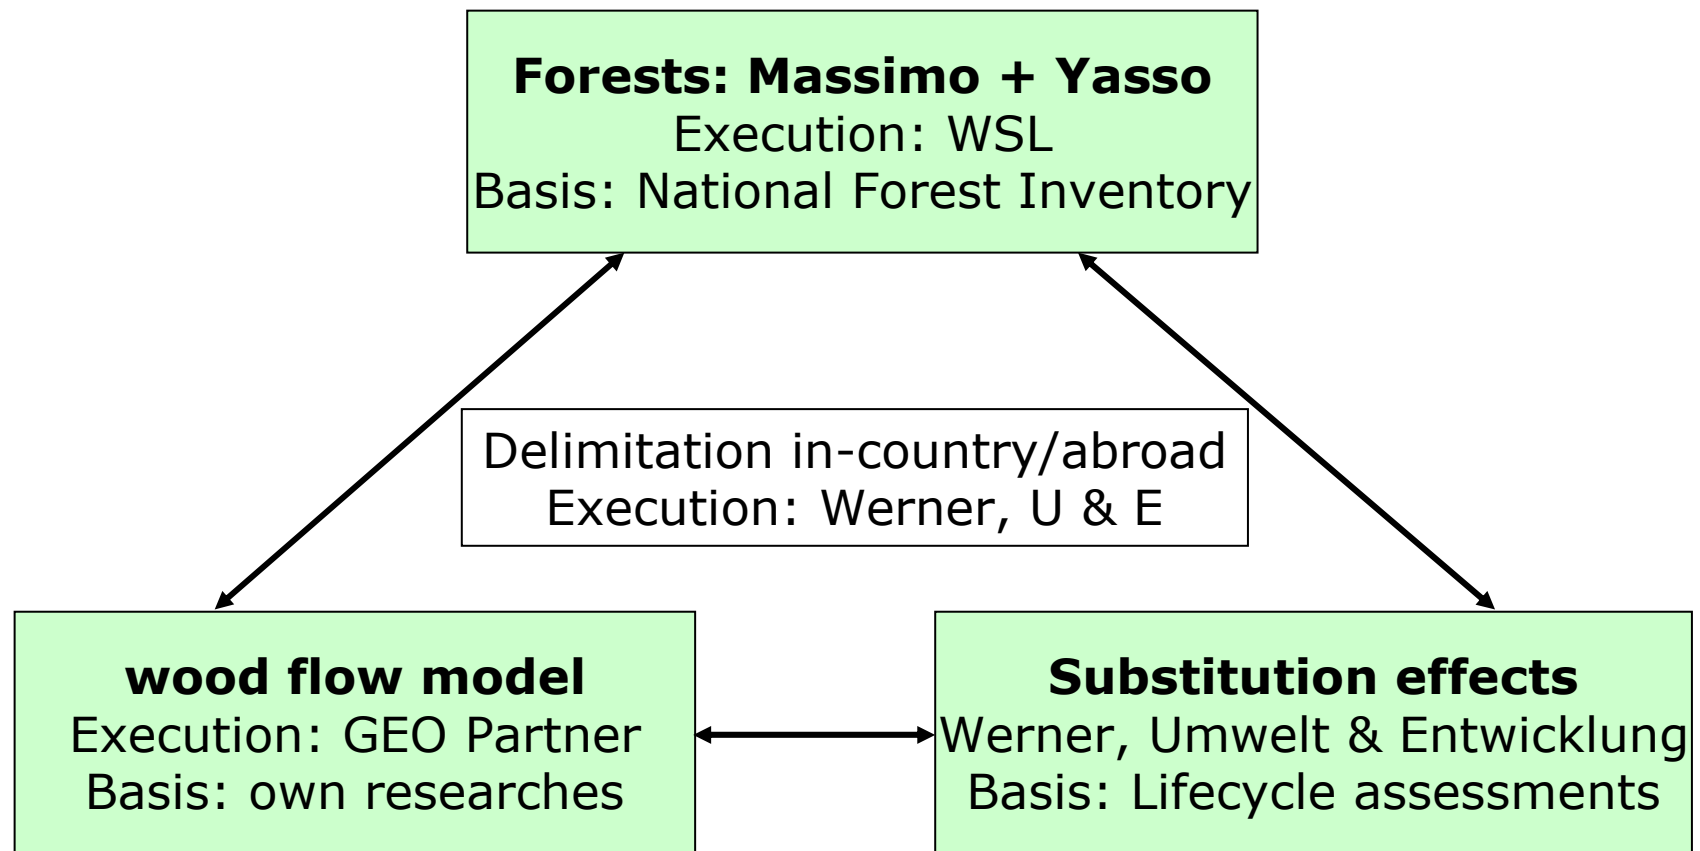 Forests: Massimo + Yasso
Execution: WSL
Basis: National Forest Inventory
Delimitation in-country/abroad
Execution: Werner, U & E
wood flow model
Execution: GEO Partner
Basis: own researches
Substitution effects
Werner, Umwelt & Entwicklung
Basis: Lifecycle assessments